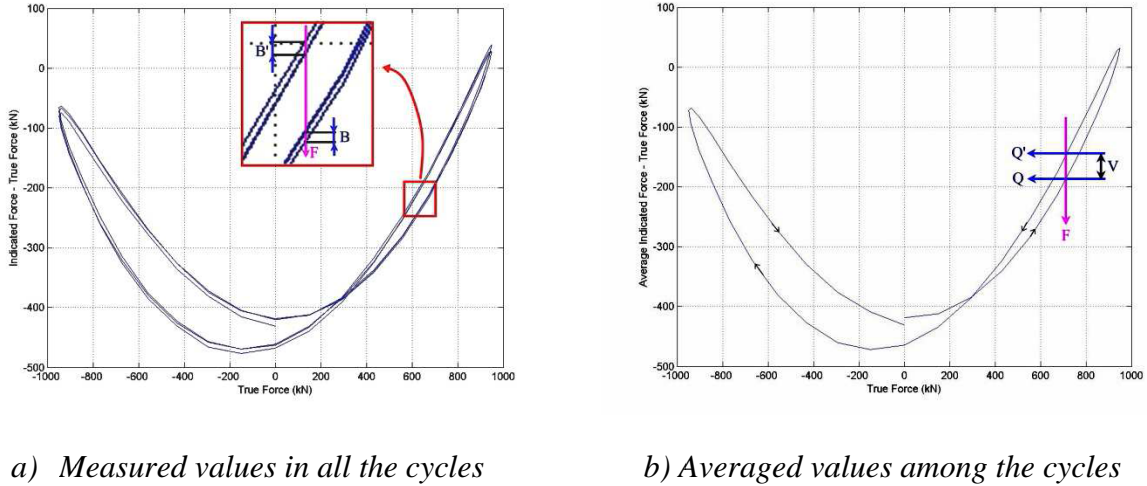 100
0
-100
-200
-300
-400
-500
Indicated Force - True Force (kN)
B'
B
F
-1000 -800 -600 -400 -200 0 200 400 600 800 1000
True Force (kN)
a) Measured values in all the cycles
100
0
-100
-200
-300
-400
-500
Average Indicated Force - True Force (kN)
Q'
Q
V
F
-1000 -800 -600 -400 -200 0 200 400 600 800 1000
True Force (kN)
b) Averaged values among the cycles